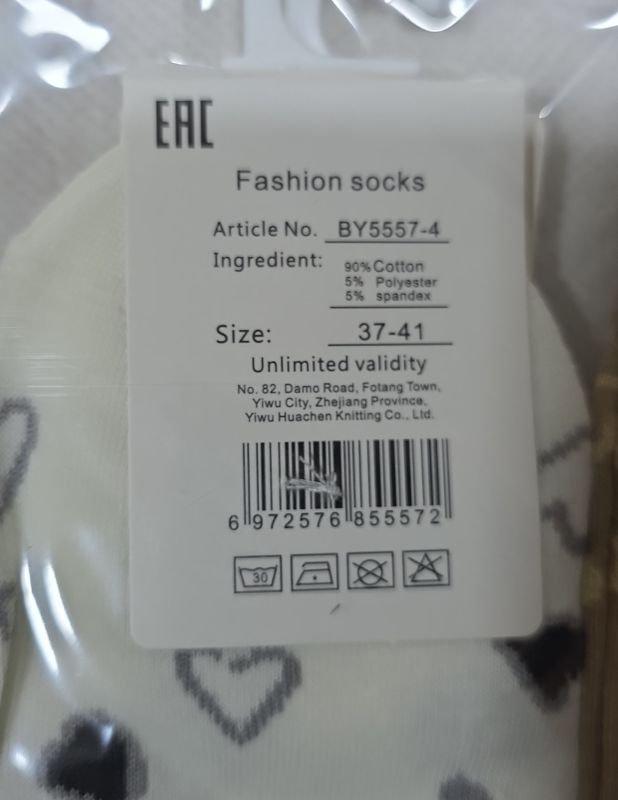 EAC
Fashion socks
Article No. BY5557-4
Ingredient: 90% Cotton
5% Polyester
5% spandex
Size: 37-41
Unlimited validity
No. 82, Damo Road, Fotang Town,
Yiwu City, Zhejiang Province,
Yiwu Huachen Knitting Co., Ltd.
6 972576 855572
30